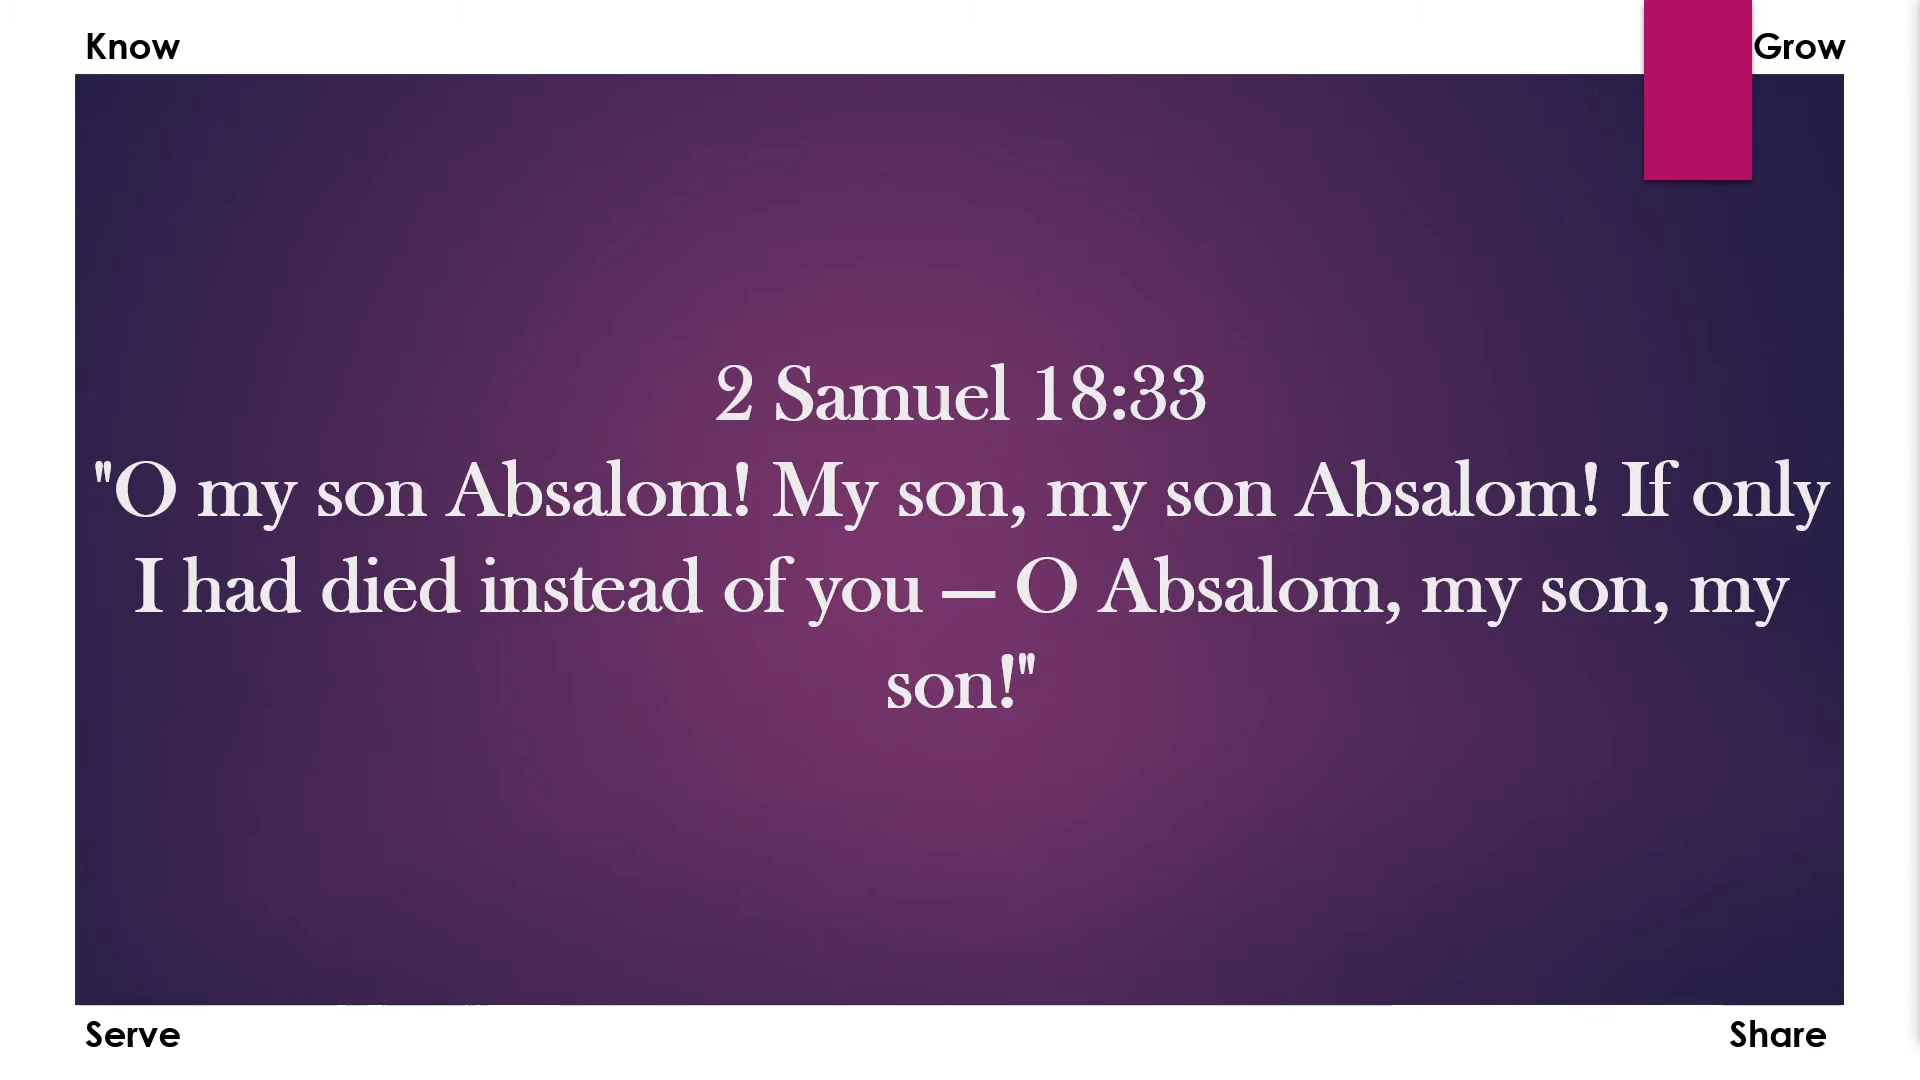 Know
Grow
2 Samuel 18:33
"O my son Absalom! My son, my son Absalom! If only
I had died instead of you — O Absalom, my son, my
son!"
Serve
Share